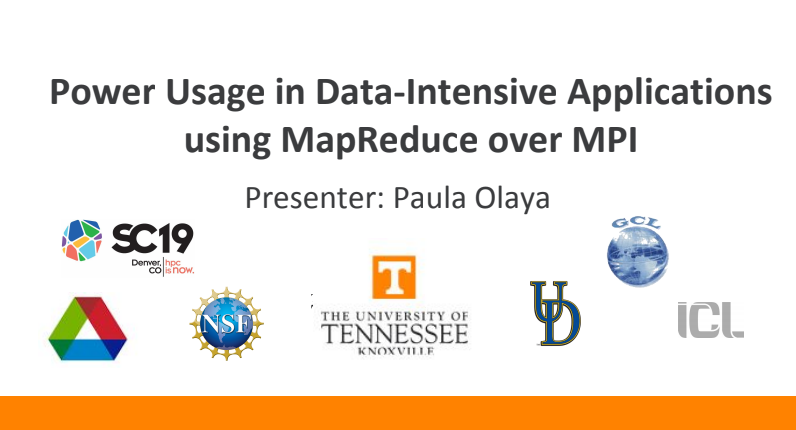 Power Usage in Data-Intensive Applications
using MapReduce over MPI
Presenter: Paula Olaya
GCL
SC19
Denver, CO
hpc is now.
T
NSF
THE UNIVERSITY OF
TENNESSEE
KNOXVILLE
UD
ICL